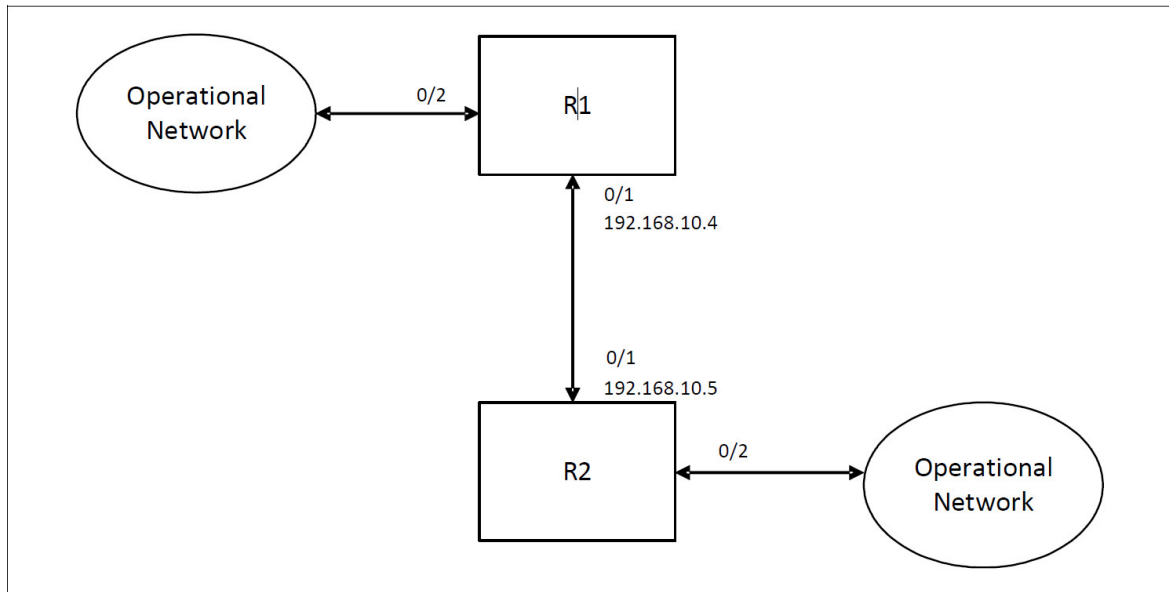 Operational
Network
0/2
R1
0/1
192.168.10.4
0/1
192.168.10.5
R2
0/2
Operational
Network